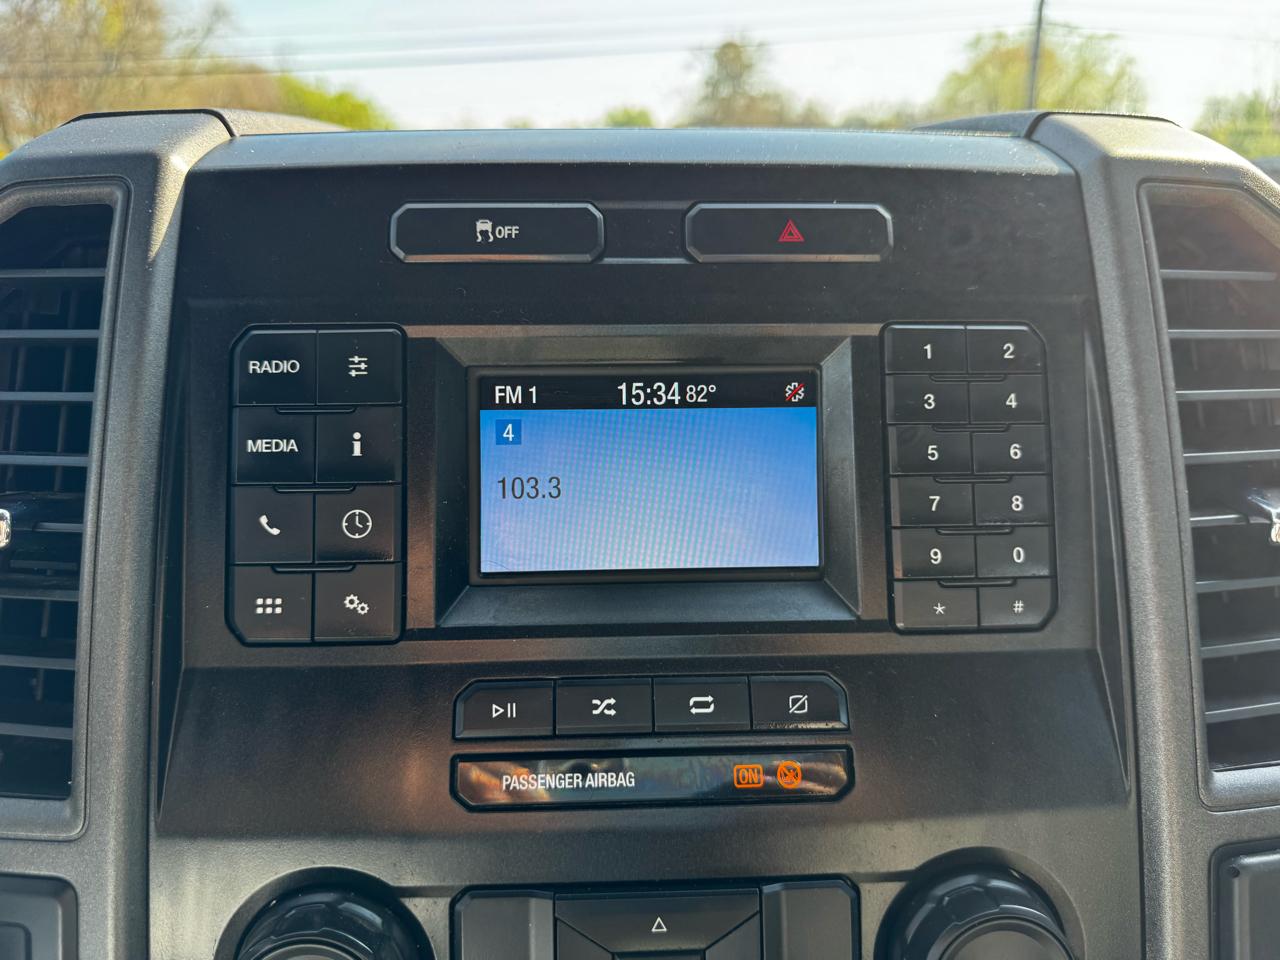 OFF
RADIO
MEDIA
FM 1 15:34 82°
4
103.3
1 2
3 4
5 6
7 8
9 0
* #
PASSENGER AIRBAG ON